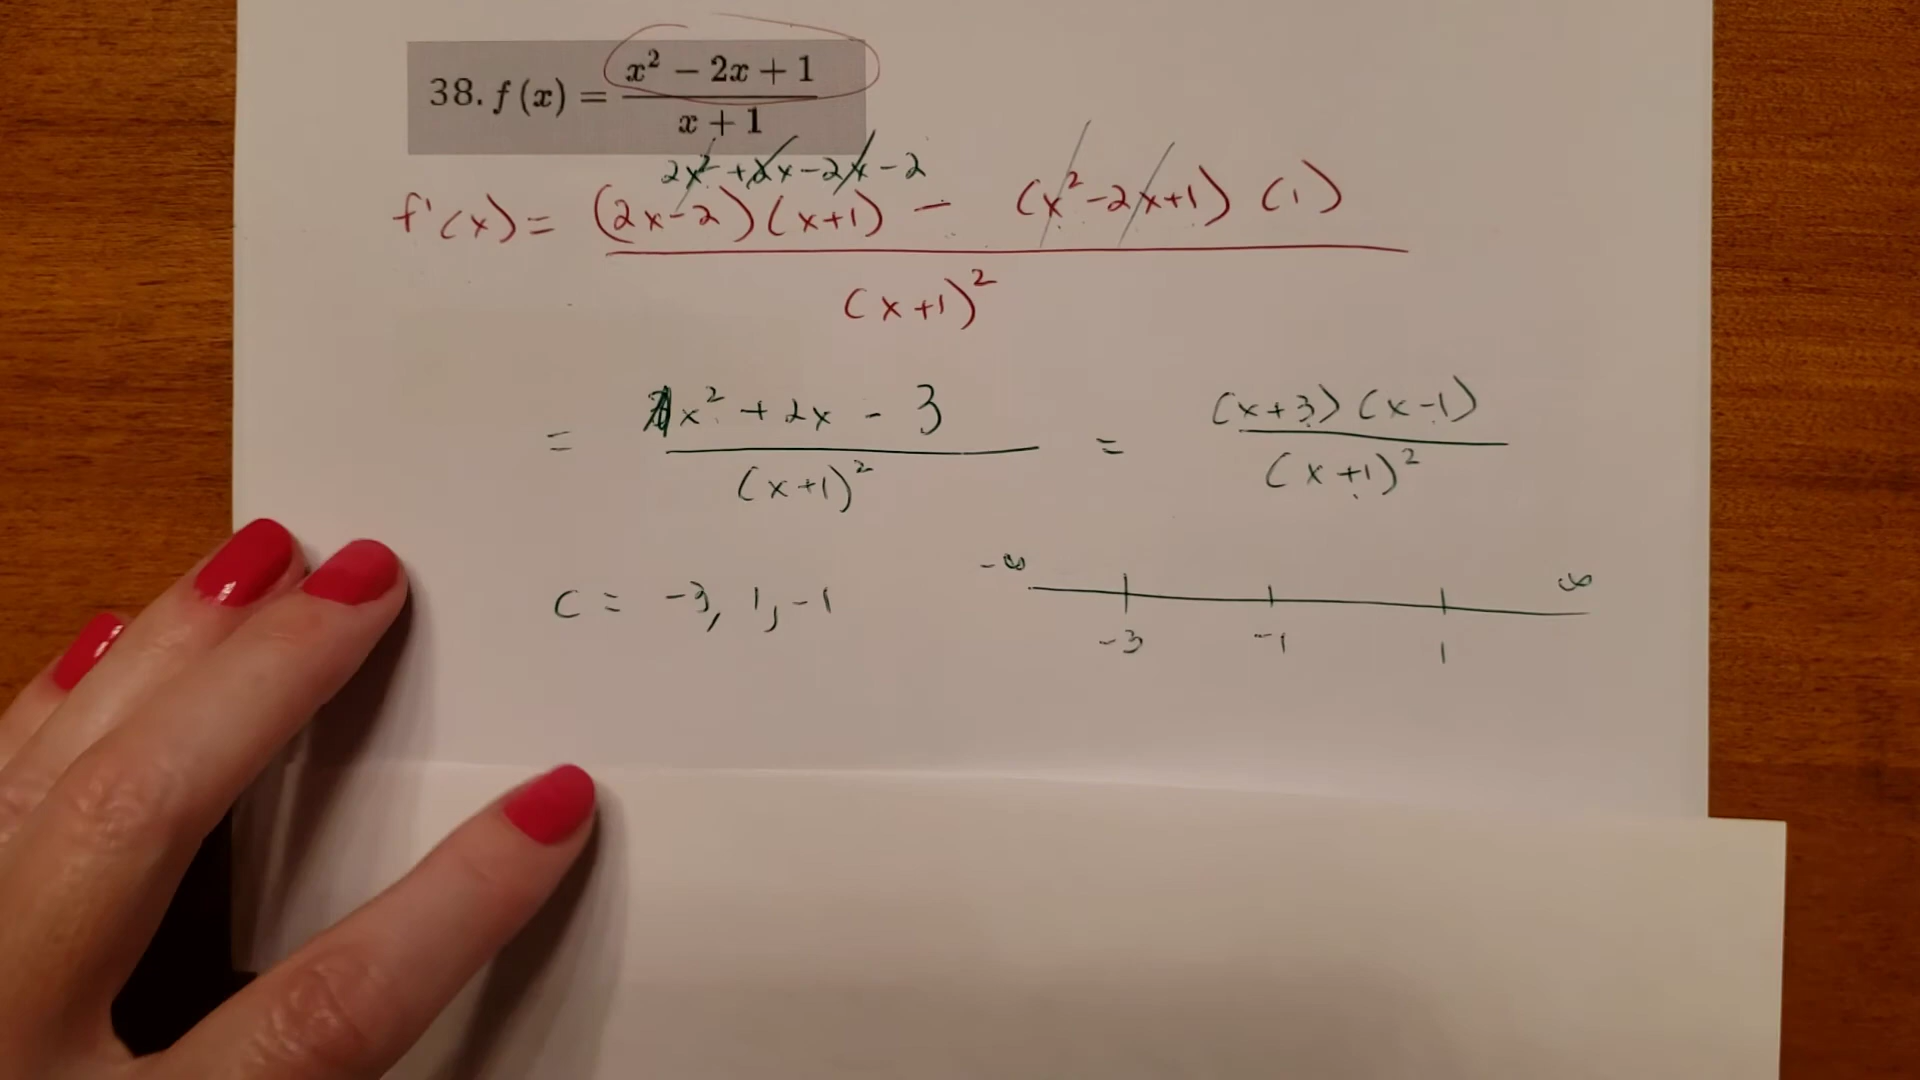 38. f (x) = x² − 2x + 1
x + 1
2x² + 2x − 2x − 2
f'(x) = (2x − 2)(x+1) − (x² − 2x + 1)(1)
(x+1)²
= x² + 2x − 3 = (x+3)(x−1)
(x+1)² (x+1)²
c = −3, 1, −1
−∞ ∞
−3 −1 1